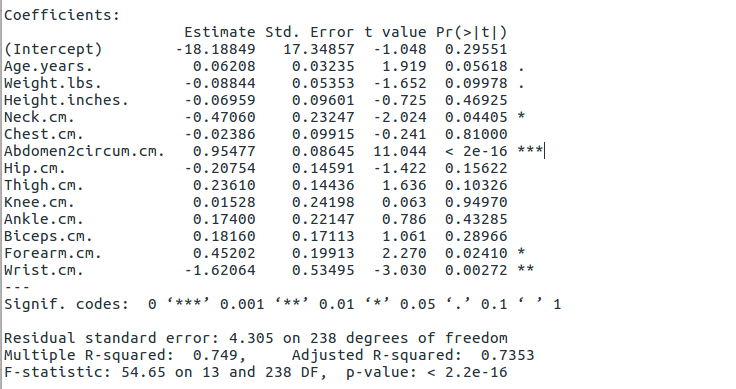 Coefficients:
                  Estimate Std. Error t value Pr(>|t|)
(Intercept)      -18.18849   17.34857  -1.048  0.29551
Age.years.         0.06208    0.03235   1.919  0.05618 .
Weight.lbs.       -0.08844    0.05353  -1.652  0.09978 .
Height.inches.    -0.06959    0.09601  -0.725  0.46925
Neck.cm.          -0.47060    0.23247  -2.024  0.04405 *
Chest.cm.         -0.02386    0.09915  -0.241  0.81000
Abdomen2circum.cm.  0.95477    0.08645  11.044  < 2e-16 ***
Hip.cm.           -0.20754    0.14591  -1.422  0.15622
Thigh.cm.          0.23610    0.14436   1.636  0.10326
Knee.cm.           0.01528    0.24198   0.063  0.94970
Ankle.cm.          0.17400    0.22147   0.786  0.43285
Biceps.cm.         0.18160    0.17113   1.061  0.28966
Forearm.cm.        0.45202    0.19913   2.270  0.02410 *
Wrist.cm.         -1.62064    0.53495  -3.030  0.00272 **
---
Signif. codes:  0 ‘***’ 0.001 ‘**’ 0.01 ‘*’ 0.05 ‘.’ 0.1 ‘ ’ 1
Residual standard error: 4.305 on 238 degrees of freedom
Multiple R-squared:  0.749,     Adjusted R-squared:  0.7353
F-statistic: 54.65 on 13 and 238 DF,  p-value: < 2.2e-16